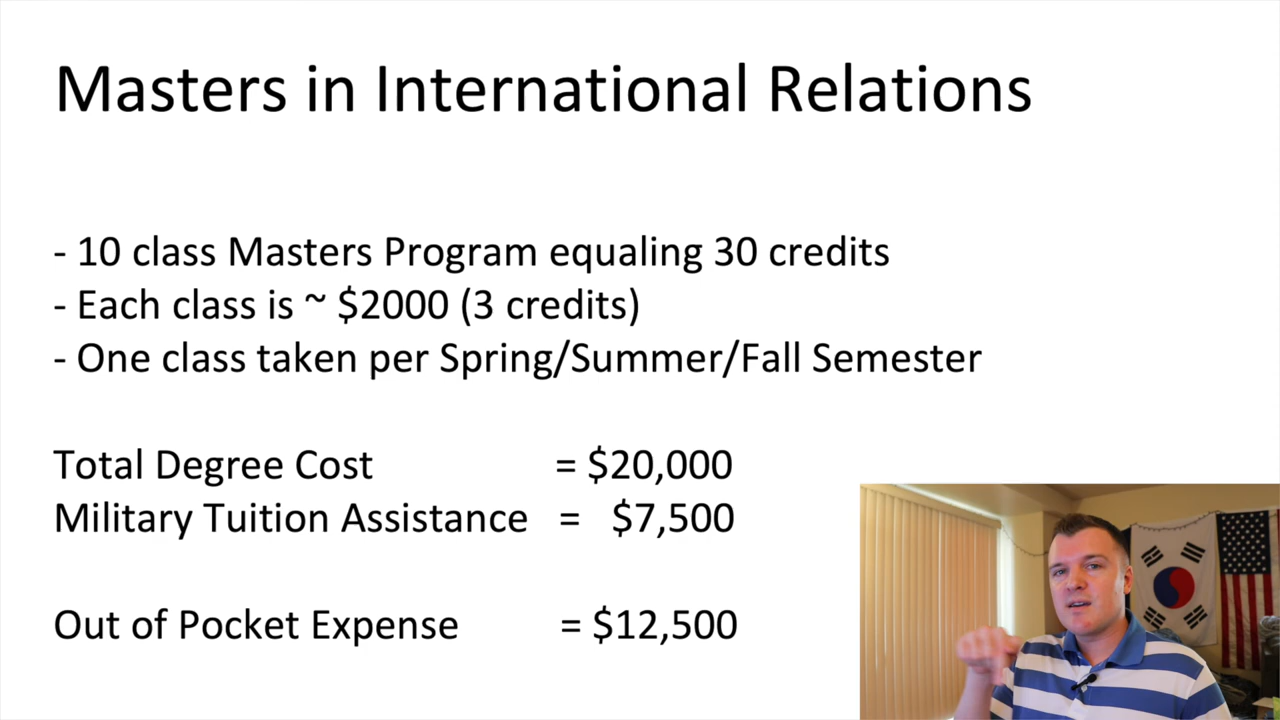 Masters in International Relations
- 10 class Masters Program equaling 30 credits
- Each class is ~ $2000 (3 credits)
- One class taken per Spring/Summer/Fall Semester
Total Degree Cost = $20,000
Military Tuition Assistance = $7,500
Out of Pocket Expense = $12,500